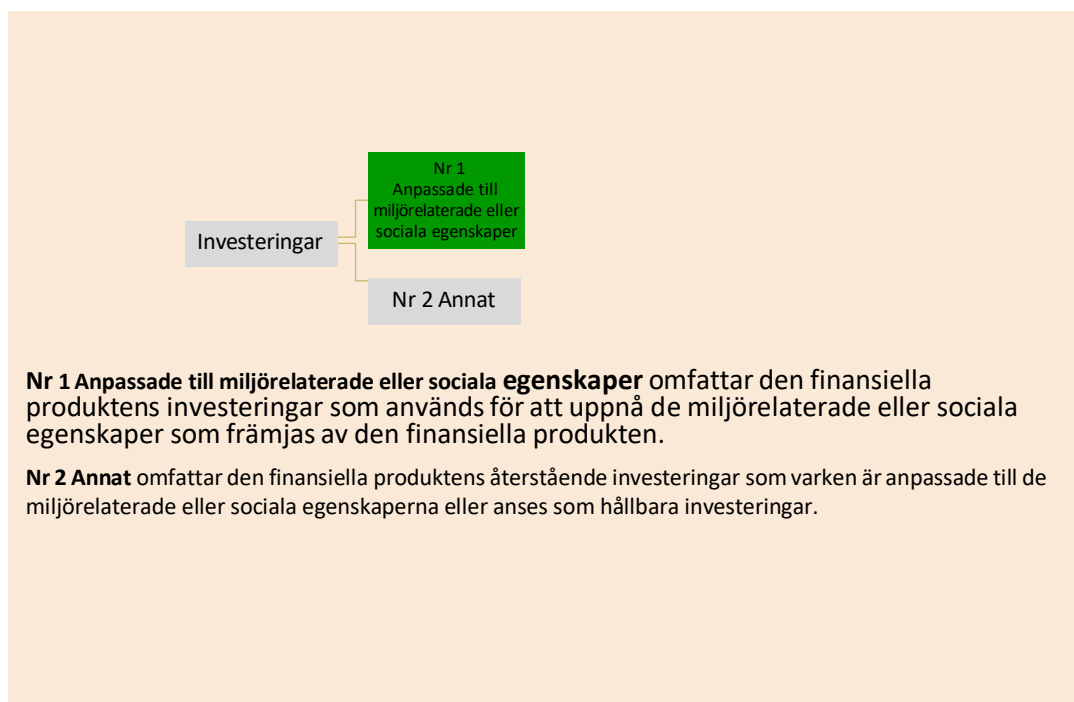 Nr 1
Anpassade till
miljörelaterade eller
sociala egenskaper
Investeringar
Nr 2 Annat
Nr 1 Anpassade till miljörelaterade eller sociala egenskaper omfattar den finansiella
produktens investeringar som används för att uppnå de miljörelaterade eller sociala
egenskaper som främjas av den finansiella produkten.
Nr 2 Annat omfattar den finansiella produktens återstående investeringar som varken är anpassade till de
miljörelaterade eller sociala egenskaperna eller anses som hållbara investeringar.